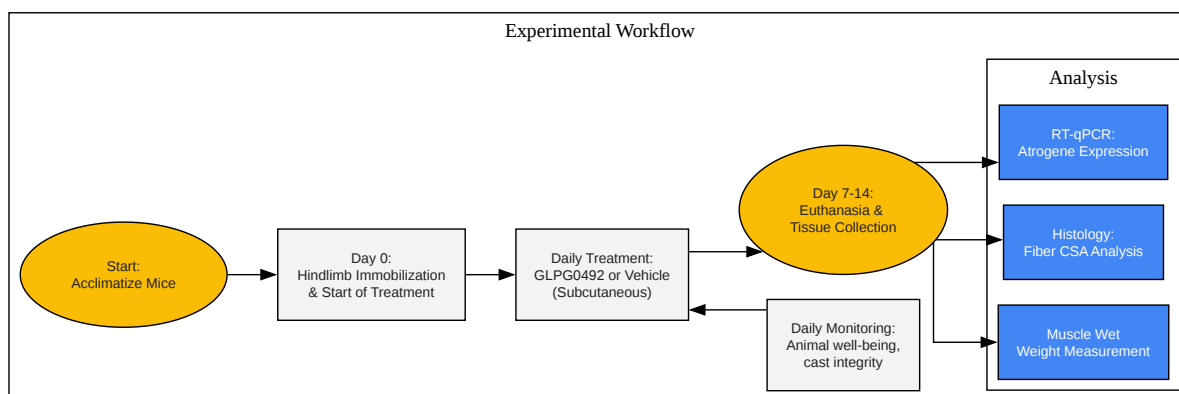 Experimental Workflow
Start:
Acclimatize Mice
Day 0:
Hindlimb Immobilization
& Start of Treatment
Daily Treatment:
GLPG0492 or Vehicle
(Subcutaneous)
Daily Monitoring:
Animal well-being,
cast integrity
Day 7-14:
Euthanasia &
Tissue Collection
Analysis
RT-qPCR:
Atrogene Expression
Histology:
Fiber CSA Analysis
Muscle Wet
Weight Measurement